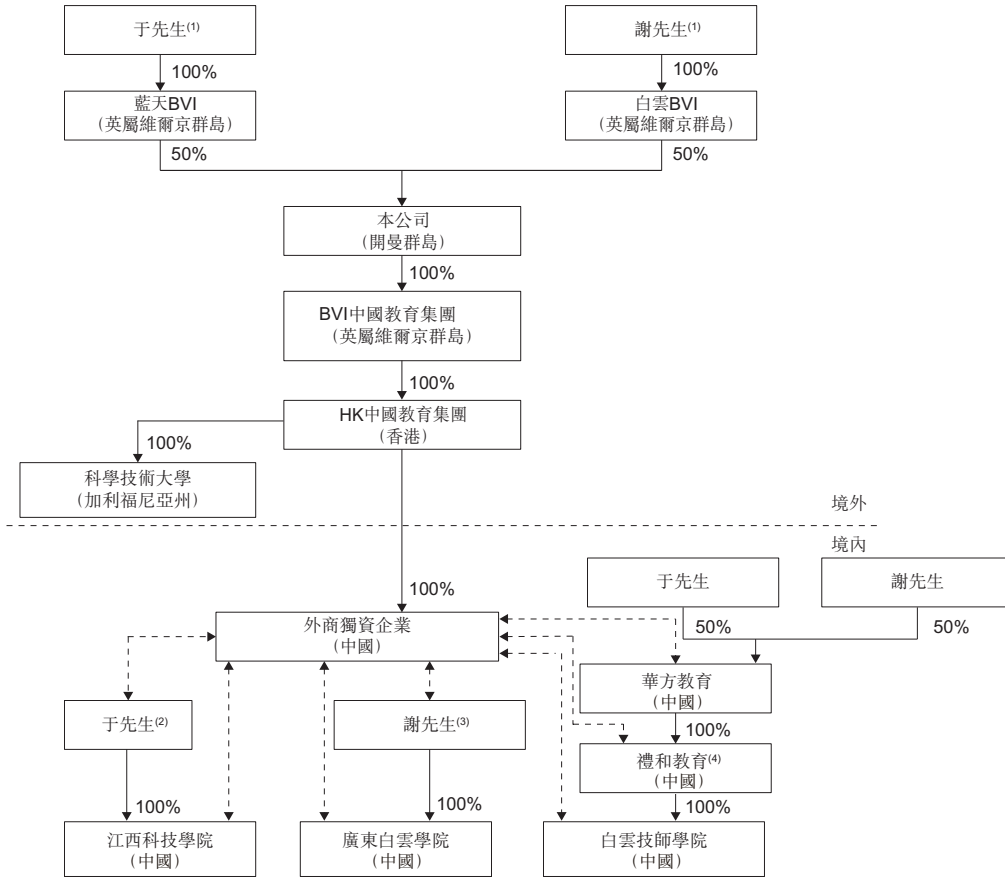 于先生(1)
謝先生(1)
100%
100%
藍天BVI
(英屬維爾京群島)
白雲BVI
(英屬維爾京群島)
50%
50%
本公司
(開曼群島)
100%
BVI中國教育集團
(英屬維爾京群島)
100%
HK中國教育集團
(香港)
100%
科學技術大學
(加利福尼亞州)
境外
境內
于先生
謝先生
100%
外商獨資企業
(中國)
50%
50%
華方教育
(中國)
于先生(2)
謝先生(3)
100%
禮和教育(4)
(中國)
100%
100%
100%
江西科技學院
(中國)
廣東白雲學院
(中國)
白雲技師學院
(中國)